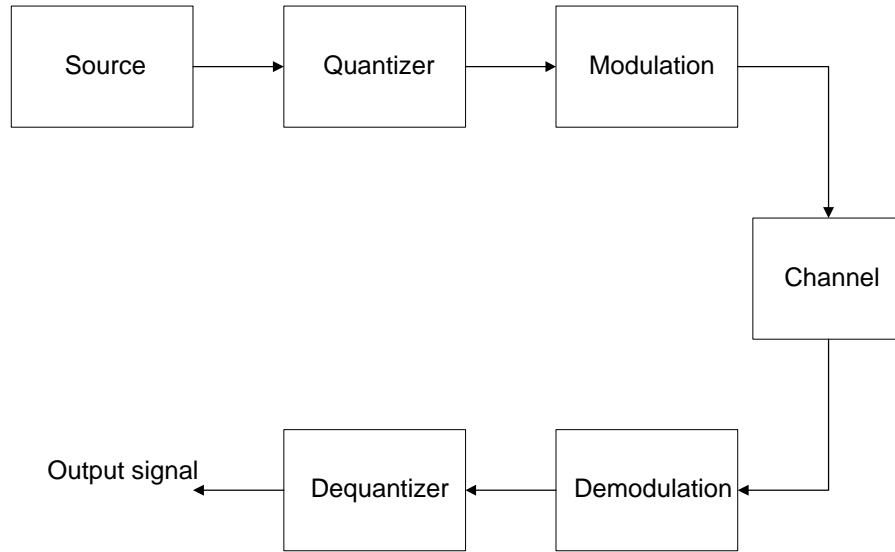 Source
Quantizer
Modulation
Channel
Output signal
Dequantizer
Demodulation